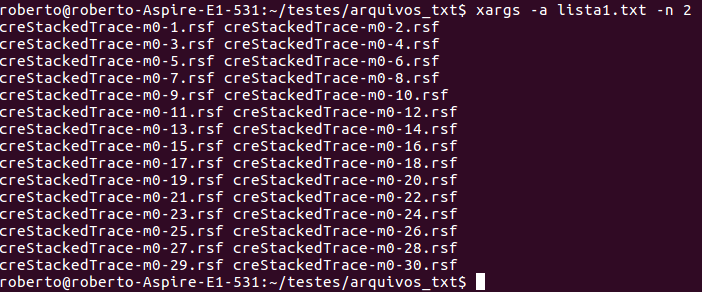 roberto@roberto-Aspire-E1-531:~/testes/arquivos_txt$ xargs -a lista1.txt -n 2
creStackedTrace-m0-1.rsf creStackedTrace-m0-2.rsf
creStackedTrace-m0-3.rsf creStackedTrace-m0-4.rsf
creStackedTrace-m0-5.rsf creStackedTrace-m0-6.rsf
creStackedTrace-m0-7.rsf creStackedTrace-m0-8.rsf
creStackedTrace-m0-9.rsf creStackedTrace-m0-10.rsf
creStackedTrace-m0-11.rsf creStackedTrace-m0-12.rsf
creStackedTrace-m0-13.rsf creStackedTrace-m0-14.rsf
creStackedTrace-m0-15.rsf creStackedTrace-m0-16.rsf
creStackedTrace-m0-17.rsf creStackedTrace-m0-18.rsf
creStackedTrace-m0-19.rsf creStackedTrace-m0-20.rsf
creStackedTrace-m0-21.rsf creStackedTrace-m0-22.rsf
creStackedTrace-m0-23.rsf creStackedTrace-m0-24.rsf
creStackedTrace-m0-25.rsf creStackedTrace-m0-26.rsf
creStackedTrace-m0-27.rsf creStackedTrace-m0-28.rsf
creStackedTrace-m0-29.rsf creStackedTrace-m0-30.rsf
roberto@roberto-Aspire-E1-531:~/testes/arquivos_txt$